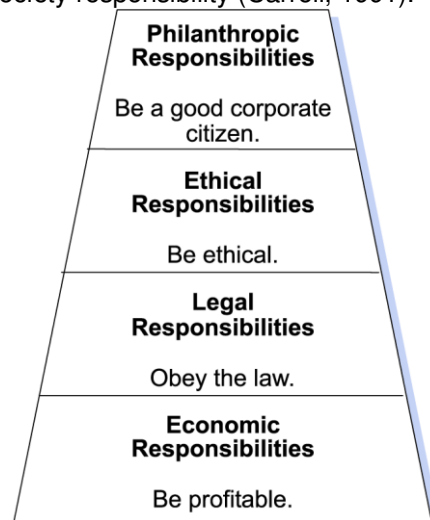 society responsibility (Carroll, 1991).
Philanthropic
Responsibilities
Be a good corporate
citizen.
Ethical
Responsibilities
Be ethical.
Legal
Responsibilities
Obey the law.
Economic
Responsibilities
Be profitable.